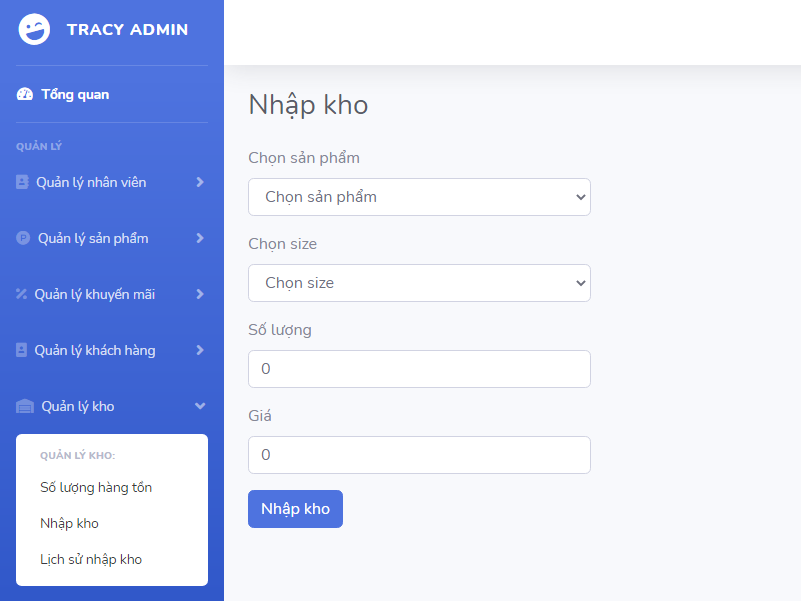 TRACY ADMIN
Tổng quan
QUẢN LÝ
Quản lý nhân viên
Quản lý sản phẩm
Quản lý khuyến mãi
Quản lý khách hàng
Quản lý kho
QUẢN LÝ KHO:
Số lượng hàng tồn
Nhập kho
Lịch sử nhập kho
Nhập kho
Chọn sản phẩm
Chọn sản phẩm
Chọn size
Chọn size
Số lượng
0
Giá
0
Nhập kho